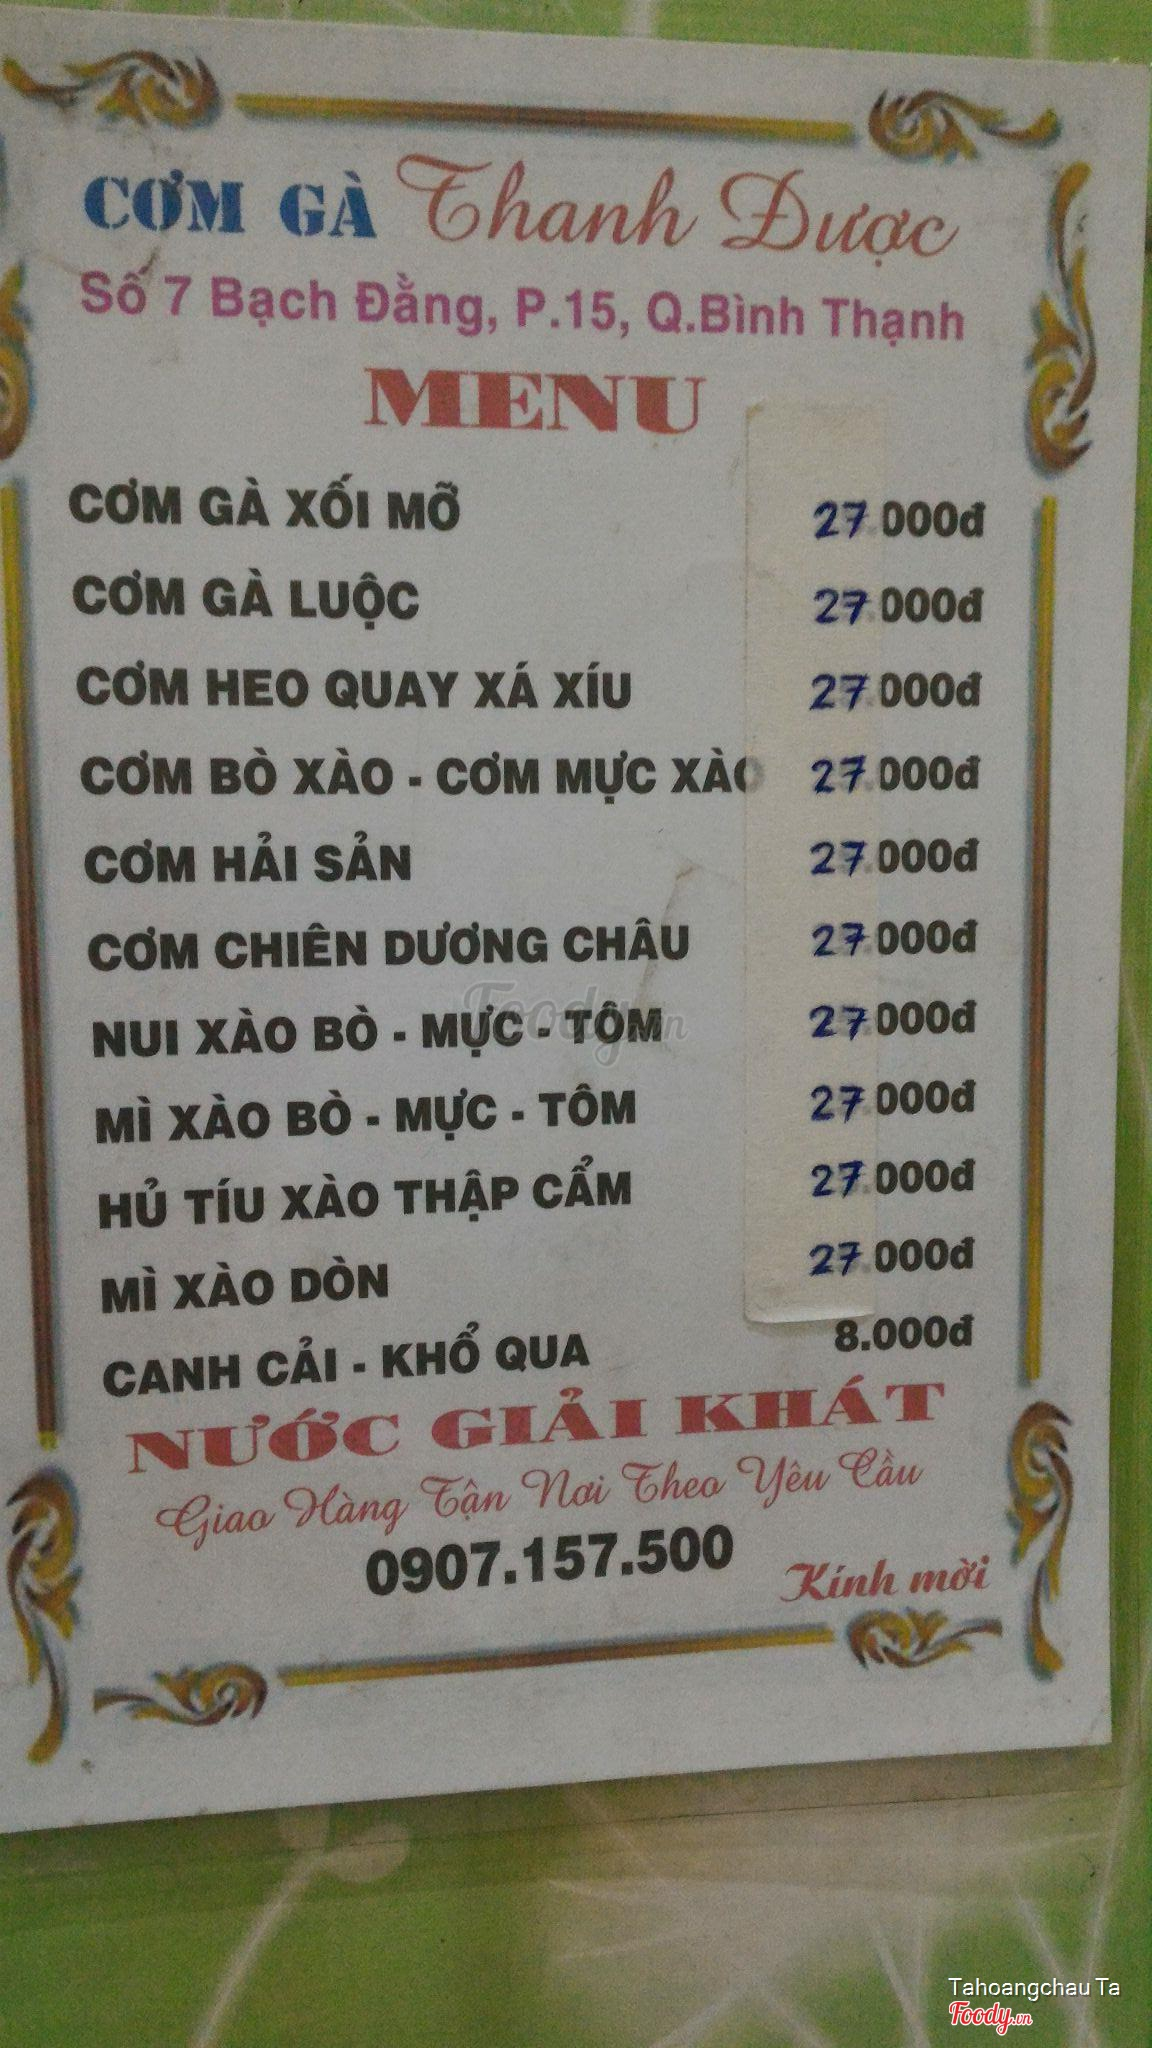 CƠM GÀ Thanh Được
Số 7 Bạch Đằng, P.15, Q.Bình Thạnh
MENU
CƠM GÀ XỐI MỠ 27.000đ
CƠM GÀ LUỘC 27.000đ
CƠM HEO QUAY XÁ XÍU 27.000đ
CƠM BÒ XÀO - CƠM MỰC XÀO 27.000đ
CƠM HẢI SẢN 27.000đ
CƠM CHIÊN DƯƠNG CHÂU 27.000đ
NUI XÀO BÒ - MỰC - TÔM 27.000đ
MÌ XÀO BÒ - MỰC - TÔM 27.000đ
HỦ TÍU XÀO THẬP CẨM 27.000đ
MÌ XÀO DÒN 27.000đ
CANH CẢI - KHỔ QUA 8.000đ
NƯỚC GIẢI KHÁT
Giao Hàng Tận Nơi Theo Yêu Cầu
0907.157.500
Kính mời
Foody.vn
Tahoangchau Ta
Foody.vn